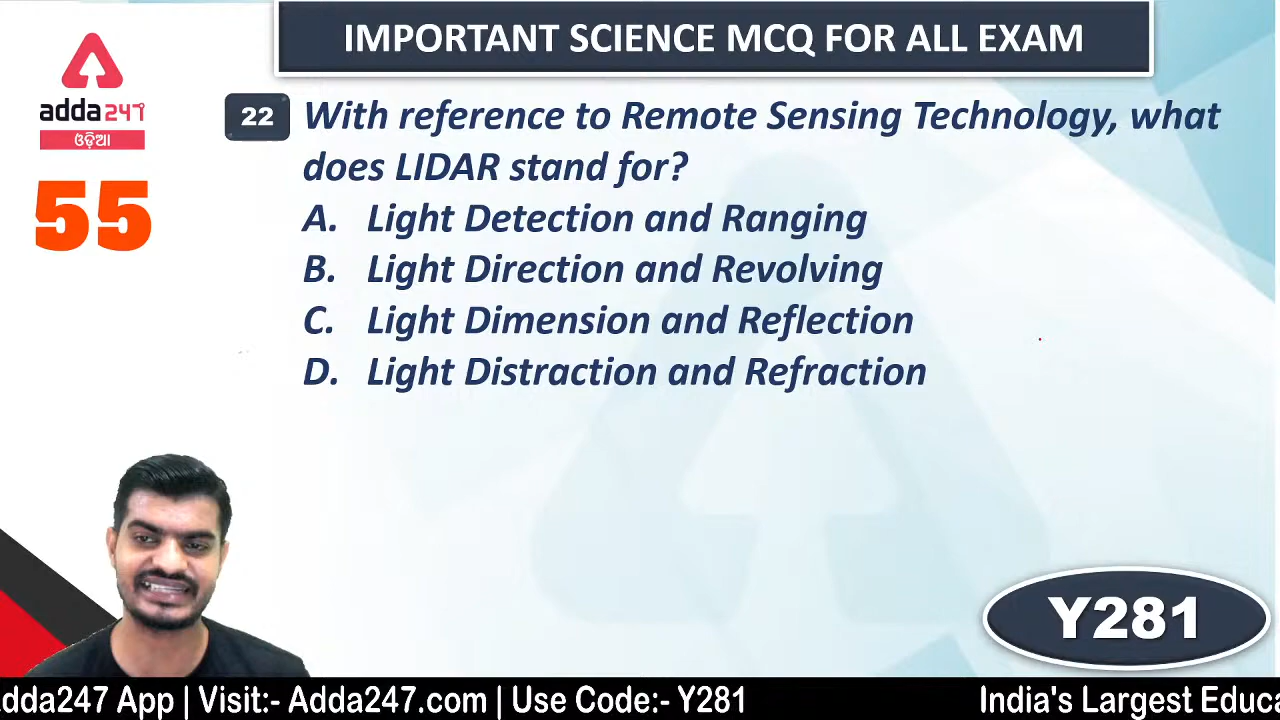 IMPORTANT SCIENCE MCQ FOR ALL EXAM
adda247
ଓଡ଼ିଆ
55
22 With reference to Remote Sensing Technology, what
does LIDAR stand for?
A. Light Detection and Ranging
B. Light Direction and Revolving
C. Light Dimension and Reflection
D. Light Distraction and Refraction
Y281
dda247 App | Visit:- Adda247.com | Use Code:- Y281 India's Largest Educa